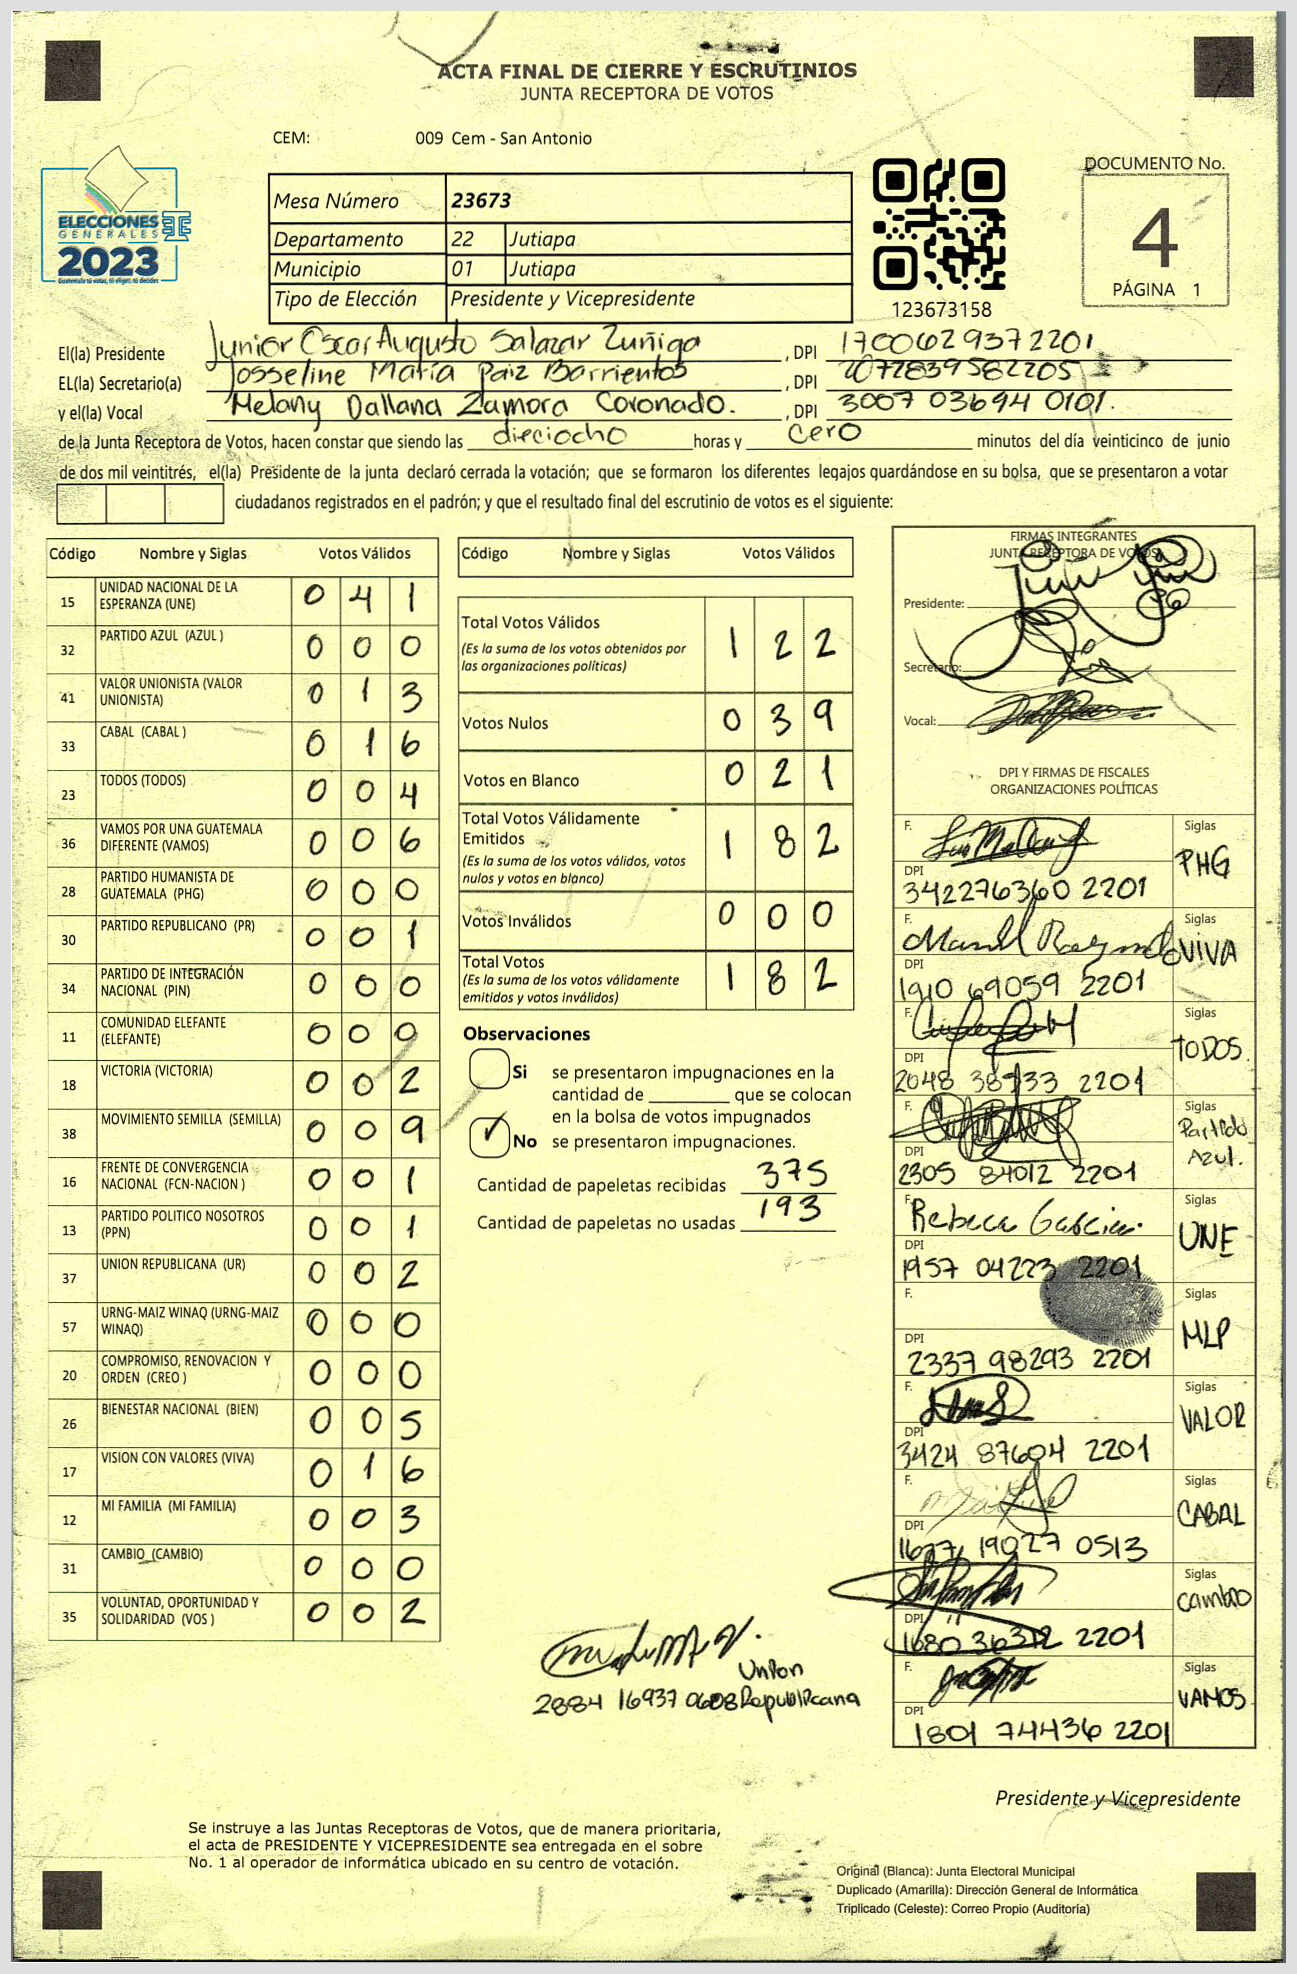 ACTA FINAL DE CIERRE Y ESCRUTINIOS
JUNTA RECEPTORA DE VOTOS
CEM: 009 Cem - San Antonio
ELECCIONES
GENERALES
2023
Guatemala tú votas, tú eliges, tú decides
Mesa Número 23673
Departamento 22 Jutiapa
Municipio 01 Jutiapa
Tipo de Elección Presidente y Vicepresidente
123673158
DOCUMENTO No.
4
PÁGINA 1
El(la) Presidente Junior Oscar Augusto Salazar Zuñiga , DPI 1700629372201
EL(la) Secretario(a) Josseline María Paiz Barrientos , DPI 2072839582205
y el(la) Vocal Melany Dallana Zamora Coronado. , DPI 3007 03694 0101.
de la Junta Receptora de Votos, hacen constar que siendo las dieciocho horas y cero minutos del día veinticinco de junio
de dos mil veintitrés, el(la) Presidente de la junta declaró cerrada la votación; que se formaron los diferentes legajos quardándose en su bolsa, que se presentaron a votar
ciudadanos registrados en el padrón; y que el resultado final del escrutinio de votos es el siguiente:
Código Nombre y Siglas Votos Válidos
15 UNIDAD NACIONAL DE LA ESPERANZA (UNE) 0 4 1
32 PARTIDO AZUL (AZUL ) 0 0 0
41 VALOR UNIONISTA (VALOR UNIONISTA) 0 1 3
33 CABAL (CABAL ) 0 1 6
23 TODOS (TODOS) 0 0 4
36 VAMOS POR UNA GUATEMALA DIFERENTE (VAMOS) 0 0 6
28 PARTIDO HUMANISTA DE GUATEMALA (PHG) 0 0 0
30 PARTIDO REPUBLICANO (PR) 0 0 1
34 PARTIDO DE INTEGRACIÓN NACIONAL (PIN) 0 0 0
11 COMUNIDAD ELEFANTE (ELEFANTE) 0 0 0
18 VICTORIA (VICTORIA) 0 0 2
38 MOVIMIENTO SEMILLA (SEMILLA) 0 0 9
16 FRENTE DE CONVERGENCIA NACIONAL (FCN-NACION ) 0 0 1
13 PARTIDO POLITICO NOSOTROS (PPN) 0 0 1
37 UNION REPUBLICANA (UR) 0 0 2
57 URNG-MAIZ WINAQ (URNG-MAIZ WINAQ) 0 0 0
20 COMPROMISO, RENOVACION Y ORDEN (CREO ) 0 0 0
26 BIENESTAR NACIONAL (BIEN) 0 0 5
17 VISION CON VALORES (VIVA) 0 1 6
12 MI FAMILIA (MI FAMILIA) 0 0 3
31 CAMBIO (CAMBIO) 0 0 0
35 VOLUNTAD, OPORTUNIDAD Y SOLIDARIDAD (VOS ) 0 0 2
Código Nombre y Siglas Votos Válidos
Total Votos Válidos 1 2 2
(Es la suma de los votos obtenidos por
las organizaciones políticas)
Votos Nulos 0 3 9
Votos en Blanco 0 2 1
Total Votos Válidamente
Emitidos 1 8 2
(Es la suma de los votos válidos, votos
nulos y votos en blanco)
Votos Inválidos 0 0 0
Total Votos 1 8 2
(Es la suma de los votos válidamente
emitidos y votos inválidos)
Observaciones
Si se presentaron impugnaciones en la
cantidad de ________ que se colocan
en la bolsa de votos impugnados
✓ No se presentaron impugnaciones.
Cantidad de papeletas recibidas 375
Cantidad de papeletas no usadas 193
Union
2884 16937 0608 Republicana
FIRMAS INTEGRANTES
JUNTA RECEPTORA DE VOTOS
Presidente:
Secretario:
Vocal:
DPI Y FIRMAS DE FISCALES
ORGANIZACIONES POLÍTICAS
F. Siglas PHG
DPI 342276360 2201
F. Siglas VIVA
DPI 1910 69059 2201
F. Siglas TODOS.
DPI 2048 38733 2201
F. Siglas Partido Azul.
DPI 2305 84012 2201
F. Rebeca Garcia. Siglas UNE
DPI 1957 04223 2201
F. Siglas MLP
DPI 2337 98293 2201
F. Siglas VALOR
DPI 3424 87604 2201
F. Siglas CABAL
DPI 1677 19027 0513
F. Siglas Cambio
DPI 1680 36312 2201
F. Siglas VAMOS
DPI 1801 74436 2201
Presidente y Vicepresidente
Se instruye a las Juntas Receptoras de Votos, que de manera prioritaria,
el acta de PRESIDENTE Y VICEPRESIDENTE sea entregada en el sobre
No. 1 al operador de informática ubicado en su centro de votación.
Original (Blanca): Junta Electoral Municipal
Duplicado (Amarilla): Dirección General de Informática
Triplicado (Celeste): Correo Propio (Auditoría)